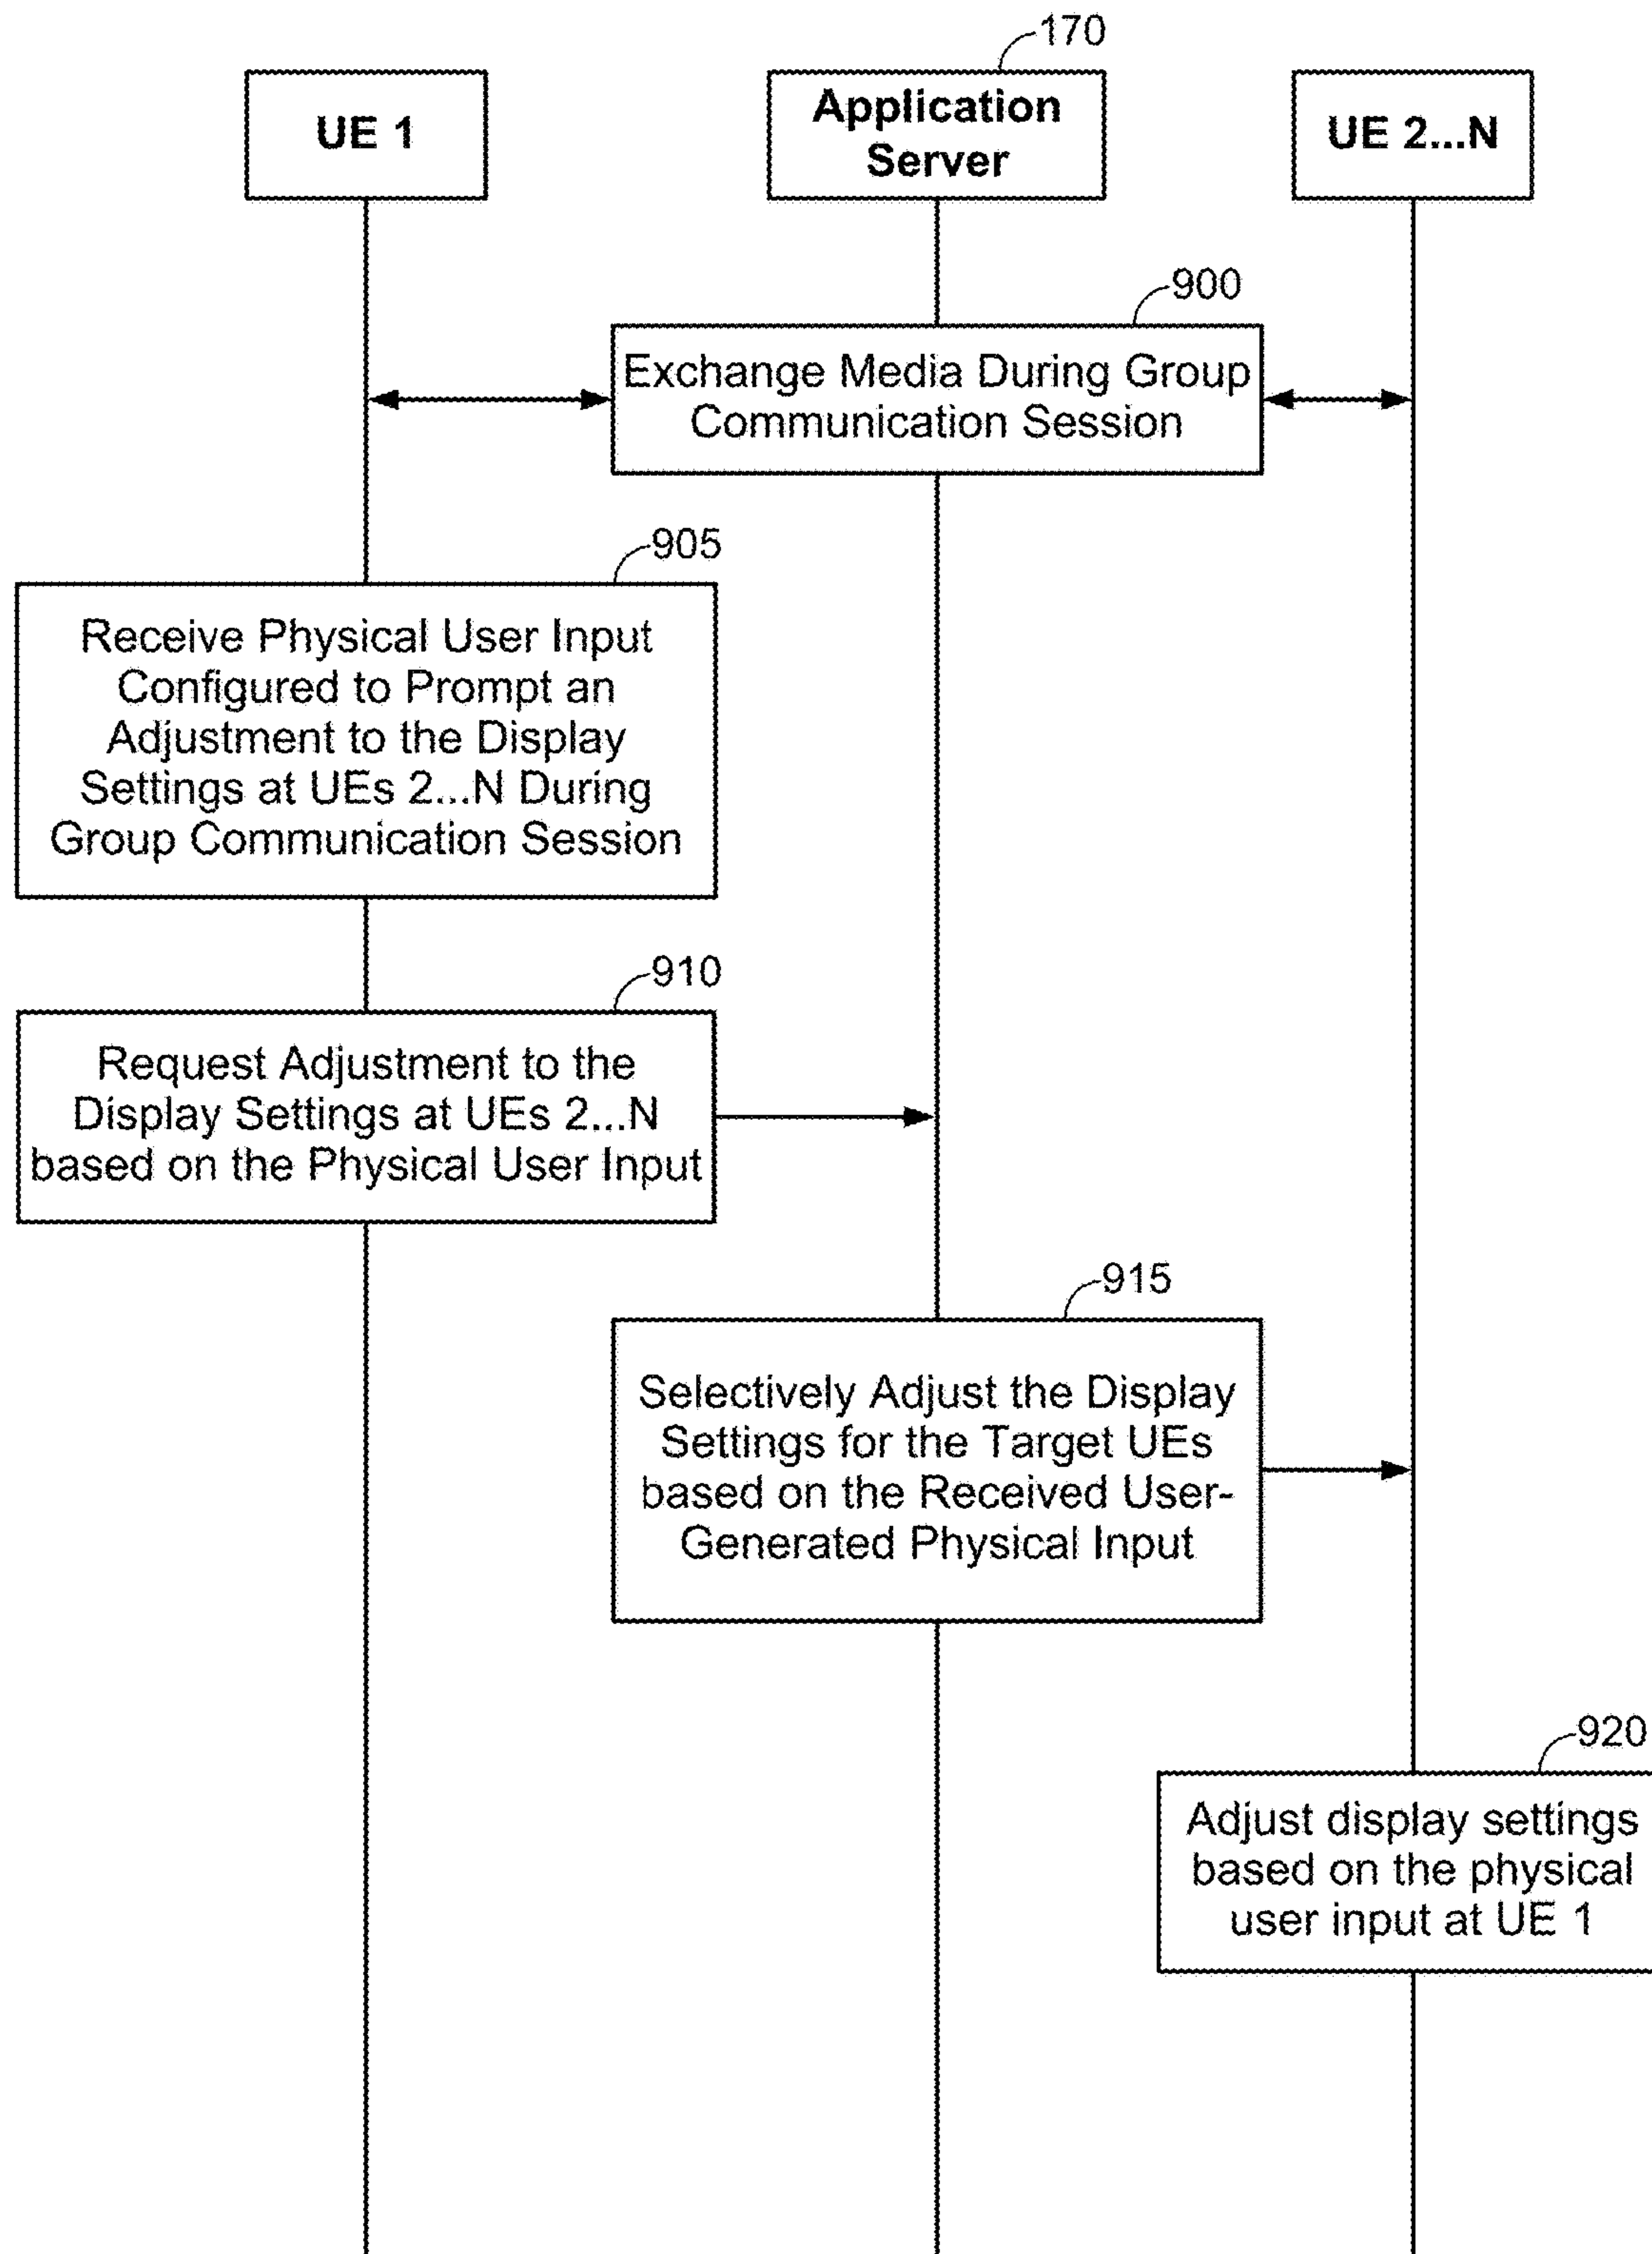 170
UE 1
Application
Server
UE 2...N
900
Exchange Media During Group
Communication Session
905
Receive Physical User Input
Configured to Prompt an
Adjustment to the Display
Settings at UEs 2...N During
Group Communication Session
910
Request Adjustment to the
Display Settings at UEs 2...N
based on the Physical User Input
915
Selectively Adjust the Display
Settings for the Target UEs
based on the Received User-
Generated Physical Input
920
Adjust display settings
based on the physical
user input at UE 1